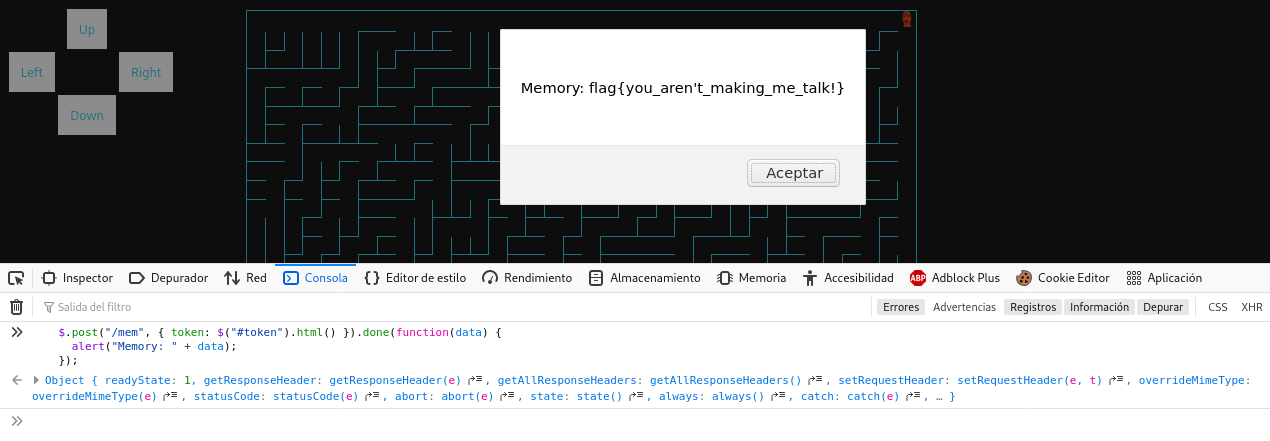 Up
Left Right
Down
Memory: flag{you_aren't_making_me_talk!}
Aceptar
Inspector Depurador Red Consola Editor de estilo Rendimiento Almacenamiento Memoria Accesibilidad ABP Adblock Plus Cookie Editor Aplicación
Salida del filtro Errores Advertencias Registros Información Depurar CSS XHR
$.post("/mem", { token: $("#token").html() }).done(function(data) {
alert("Memory: " + data);
});
Object { readyState: 1, getResponseHeader: getResponseHeader(e) , getAllResponseHeaders: getAllResponseHeaders() , setRequestHeader: setRequestHeader(e, t) , overrideMimeType:
overrideMimeType(e) , statusCode: statusCode(e) , abort: abort(e) , state: state() , always: always() , catch: catch(e) , … }